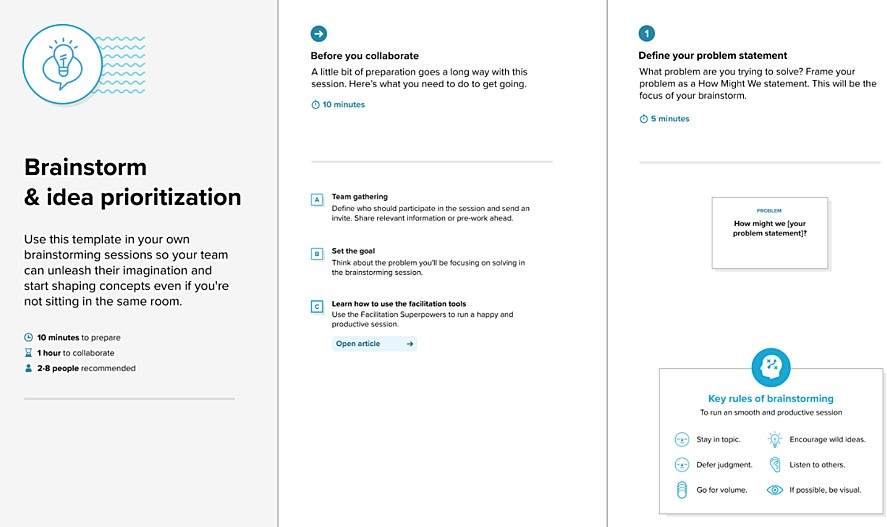 Brainstorm
& idea prioritization
Use this template in your own
brainstorming sessions so your team
can unleash their imagination and
start shaping concepts even if you're
not sitting in the same room.
10 minutes to prepare
1 hour to collaborate
2-8 people recommended
Before you collaborate
A little bit of preparation goes a long way with this
session. Here's what you need to do to get going.
10 minutes
A
Team gathering
Define who should participate in the session and send an
invite. Share relevant information or pre-work ahead.
B
Set the goal
Think about the problem you'll be focusing on solving in
the brainstorming session.
C
Learn how to use the facilitation tools
Use the Facilitation Superpowers to run a happy and
productive session.
Open article
1
Define your problem statement
What problem are you trying to solve? Frame your
problem as a How Might We statement. This will be the
focus of your brainstorm.
5 minutes
PROBLEM
How might we [your
problem statement]?
Key rules of brainstorming
To run an smooth and productive session
Stay in topic.
Encourage wild ideas.
Defer judgment.
Listen to others.
Go for volume.
If possible, be visual.